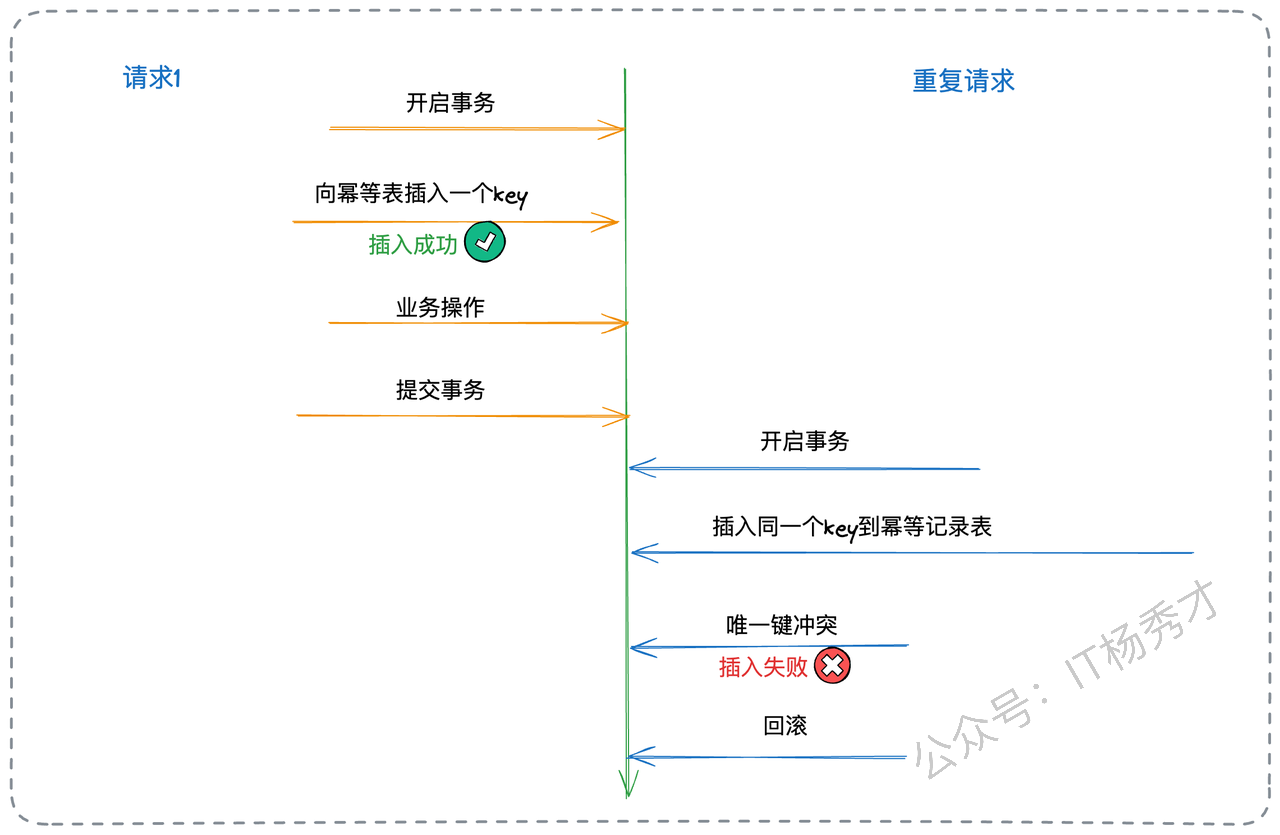 请求1
重复请求
开启事务
向幂等表插入一个key
插入成功
业务操作
提交事务
开启事务
插入同一个key到幂等记录表
唯一键冲突
插入失败
回滚
公众号：IT杨秀才